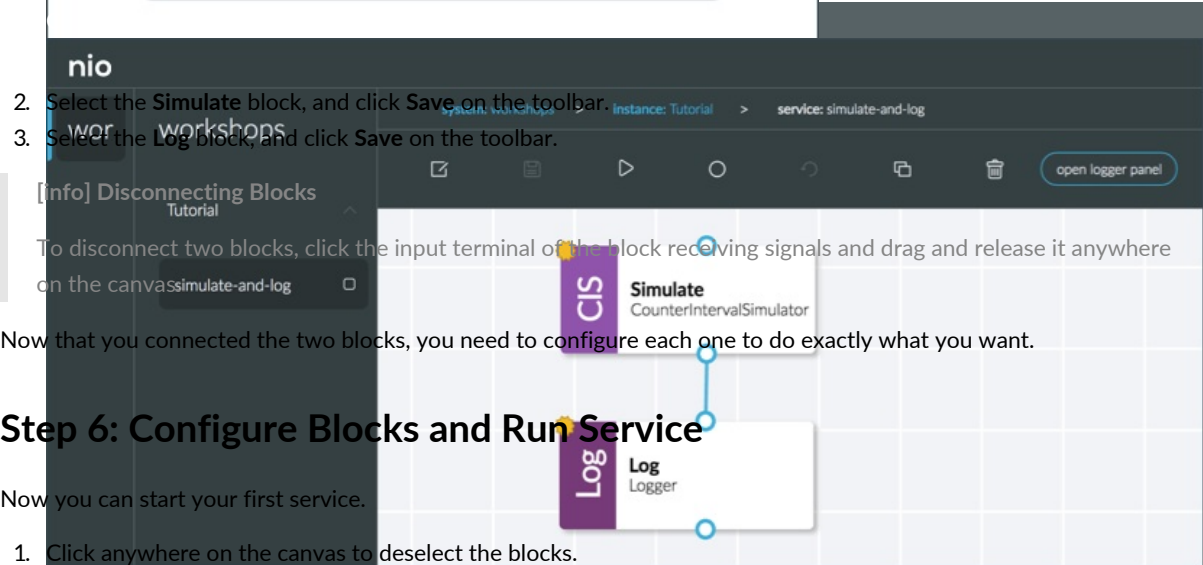 nio
2. Select the Simulate block, and click Save on the toolbar.
system: workshops > instance: Tutorial > service: simulate-and-log
wor workshops
3. Select the Log block, and click Save on the toolbar.
open logger panel
[info] Disconnecting Blocks
Tutorial
To disconnect two blocks, click the input terminal of the block receiving signals and drag and release it anywhere
on the canvas.
simulate-and-log
CIS
Simulate
CounterIntervalSimulator
Now that you connected the two blocks, you need to configure each one to do exactly what you want.
Step 6: Configure Blocks and Run Service
Log
Log
Logger
Now you can start your first service.
1. Click anywhere on the canvas to deselect the blocks.